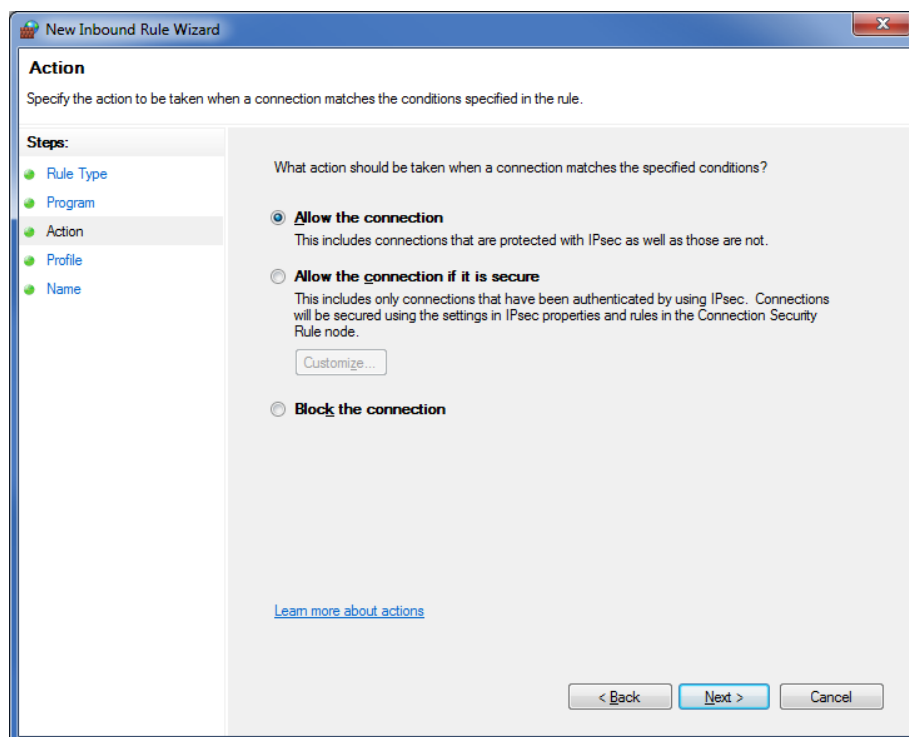 New Inbound Rule Wizard
Action
Specify the action to be taken when a connection matches the conditions specified in the rule.
Steps:
Rule Type
Program
Action
Profile
Name
What action should be taken when a connection matches the specified conditions?
Allow the connection
This includes connections that are protected with IPsec as well as those are not.
Allow the connection if it is secure
This includes only connections that have been authenticated by using IPsec. Connections
will be secured using the settings in IPsec properties and rules in the Connection Security
Rule node.
Customize...
Block the connection
Learn more about actions
< Back
Next >
Cancel